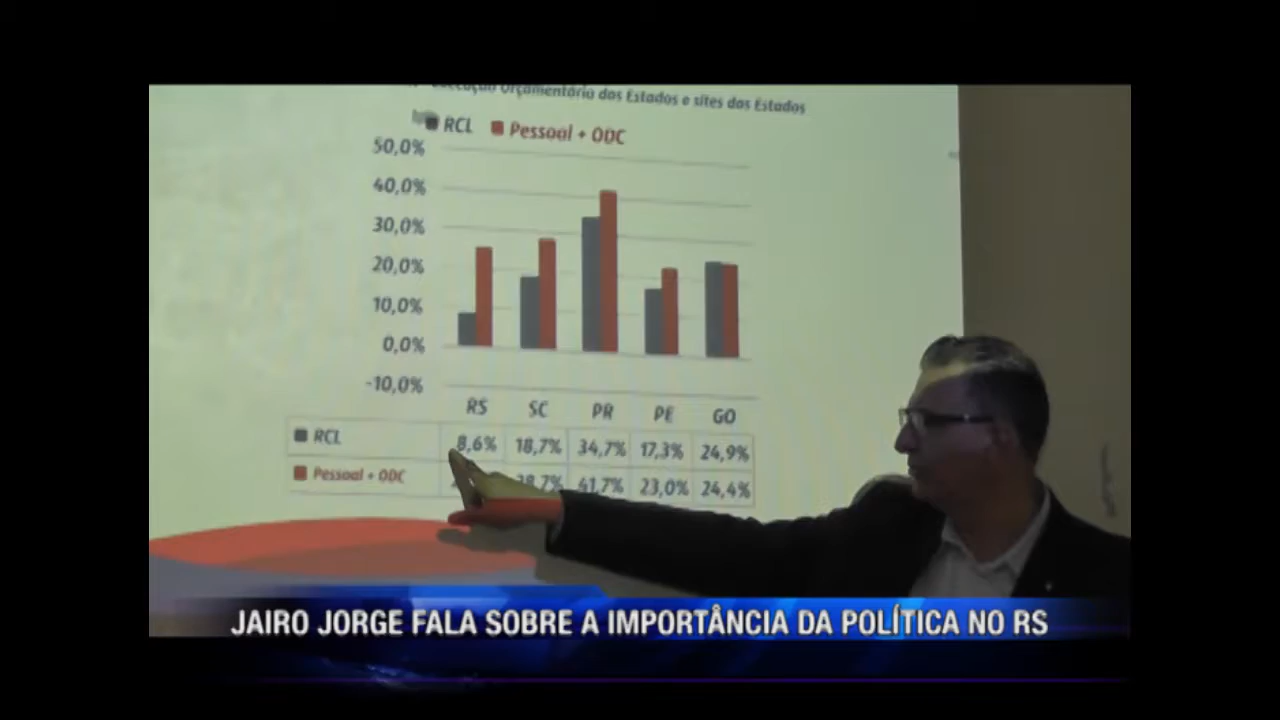 Orçamentária dos Estados e sites dos Estados
RCL Pessoal + ODC
50,0%
40,0%
30,0%
20,0%
10,0%
0,0%
-10,0%
RS SC PR PE GO
RCL 8,6% 18,7% 34,7% 17,3% 24,9%
Pessoal + ODC 41,7% 23,0% 24,4%
JAIRO JORGE FALA SOBRE A IMPORTÂNCIA DA POLÍTICA NO RS